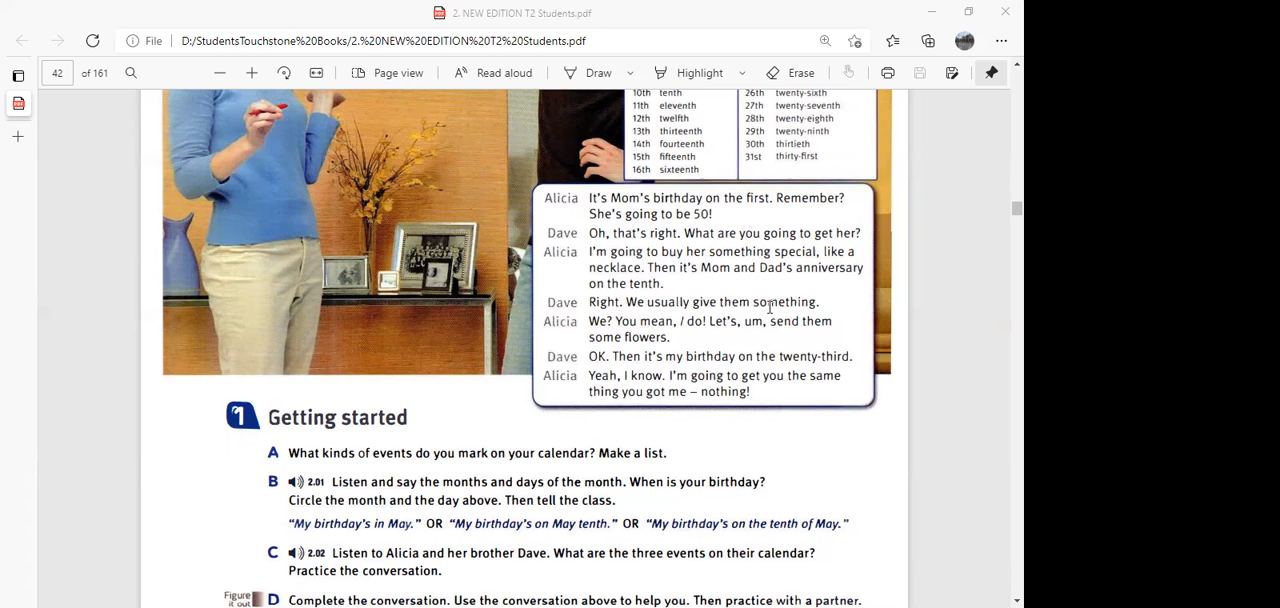 2. NEW EDITION T2 Students.pdf
File D:/StudentsTouchstone%20Books/2.%20NEW%20EDITION%20T2%20Students.pdf
42 of 161 Page view Read aloud Draw Highlight Erase
10th tenth 26th twenty-sixth
11th eleventh 27th twenty-seventh
12th twelfth 28th twenty-eighth
13th thirteenth 29th twenty-ninth
14th fourteenth 30th thirtieth
15th fifteenth 31st thirty-first
16th sixteenth
Alicia It's Mom's birthday on the first. Remember?
She's going to be 50!
Dave Oh, that's right. What are you going to get her?
Alicia I'm going to buy her something special, like a
necklace. Then it's Mom and Dad's anniversary
on the tenth.
Dave Right. We usually give them something.
Alicia We? You mean, I do! Let's, um, send them
some flowers.
Dave OK. Then it's my birthday on the twenty-third.
Alicia Yeah, I know. I'm going to get you the same
thing you got me – nothing!
1 Getting started
A What kinds of events do you mark on your calendar? Make a list.
B 2.01 Listen and say the months and days of the month. When is your birthday?
Circle the month and the day above. Then tell the class.
"My birthday's in May." OR "My birthday's on May tenth." OR "My birthday's on the tenth of May."
C 2.02 Listen to Alicia and her brother Dave. What are the three events on their calendar?
Practice the conversation.
Figure
it out D Complete the conversation. Use the conversation above to help you. Then practice with a partner.